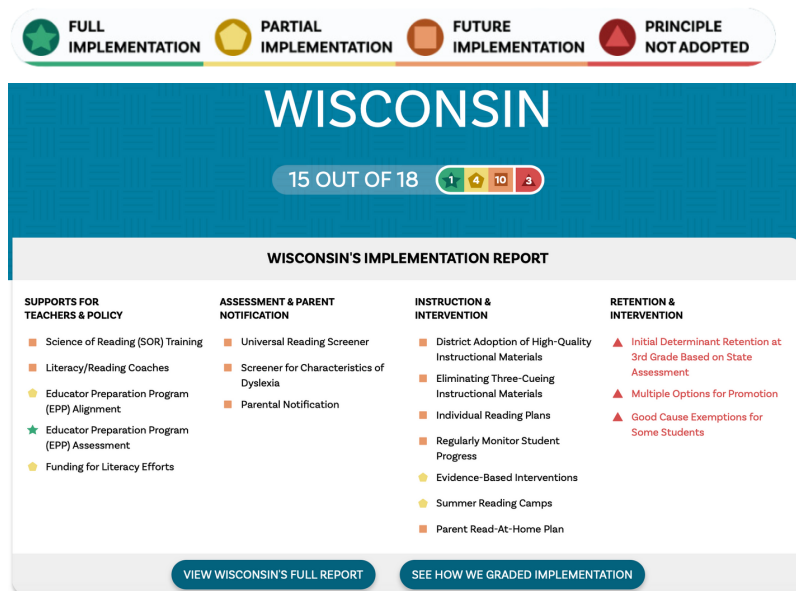 FULL
IMPLEMENTATION
PARTIAL
IMPLEMENTATION
FUTURE
IMPLEMENTATION
PRINCIPLE
NOT ADOPTED
WISCONSIN
15 OUT OF 18
1 4 10 3
WISCONSIN'S IMPLEMENTATION REPORT
SUPPORTS FOR
TEACHERS & POLICY
Science of Reading (SOR) Training
Literacy/Reading Coaches
Educator Preparation Program
(EPP) Alignment
Educator Preparation Program
(EPP) Assessment
Funding for Literacy Efforts
ASSESSMENT & PARENT
NOTIFICATION
Universal Reading Screener
Screener for Characteristics of
Dyslexia
Parental Notification
INSTRUCTION &
INTERVENTION
District Adoption of High-Quality
Instructional Materials
Eliminating Three-Cueing
Instructional Materials
Individual Reading Plans
Regularly Monitor Student
Progress
Evidence-Based Interventions
Summer Reading Camps
Parent Read-At-Home Plan
RETENTION &
INTERVENTION
Initial Determinant Retention at
3rd Grade Based on State
Assessment
Multiple Options for Promotion
Good Cause Exemptions for
Some Students
VIEW WISCONSIN'S FULL REPORT
SEE HOW WE GRADED IMPLEMENTATION